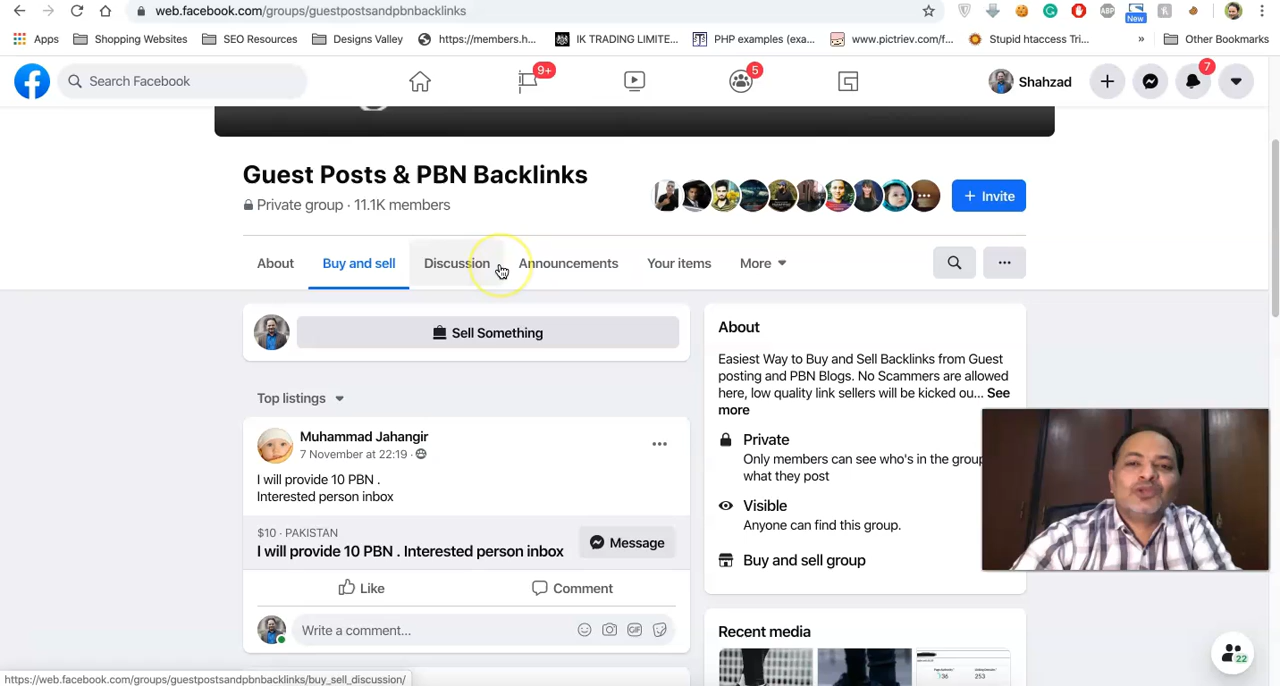 web.facebook.com/groups/guestpostsandpbnbacklinks
New
Apps Shopping Websites SEO Resources Designs Valley https://members.h... IK TRADING LIMITE... PHP examples (exa... www.pictriev.com/f... Stupid htaccess Tri... » Other Bookmarks
Search Facebook 9+ 5 Shahzad 7
Guest Posts & PBN Backlinks
Private group · 11.1K members
+ Invite
About Buy and sell Discussion Announcements Your items More
Sell Something
Top listings
Muhammad Jahangir
7 November at 22:19 ·
I will provide 10 PBN .
Interested person inbox
$10 · PAKISTAN
I will provide 10 PBN . Interested person inbox
Message
Like Comment
Write a comment...
GIF
About
Easiest Way to Buy and Sell Backlinks from Guest
posting and PBN Blogs. No Scammers are allowed
here, low quality link sellers will be kicked ou... See
more
Private
Only members can see who's in the group
what they post
Visible
Anyone can find this group.
Buy and sell group
Recent media
36 253
22
https://web.facebook.com/groups/guestpostsandpbnbacklinks/buy_sell_discussion/